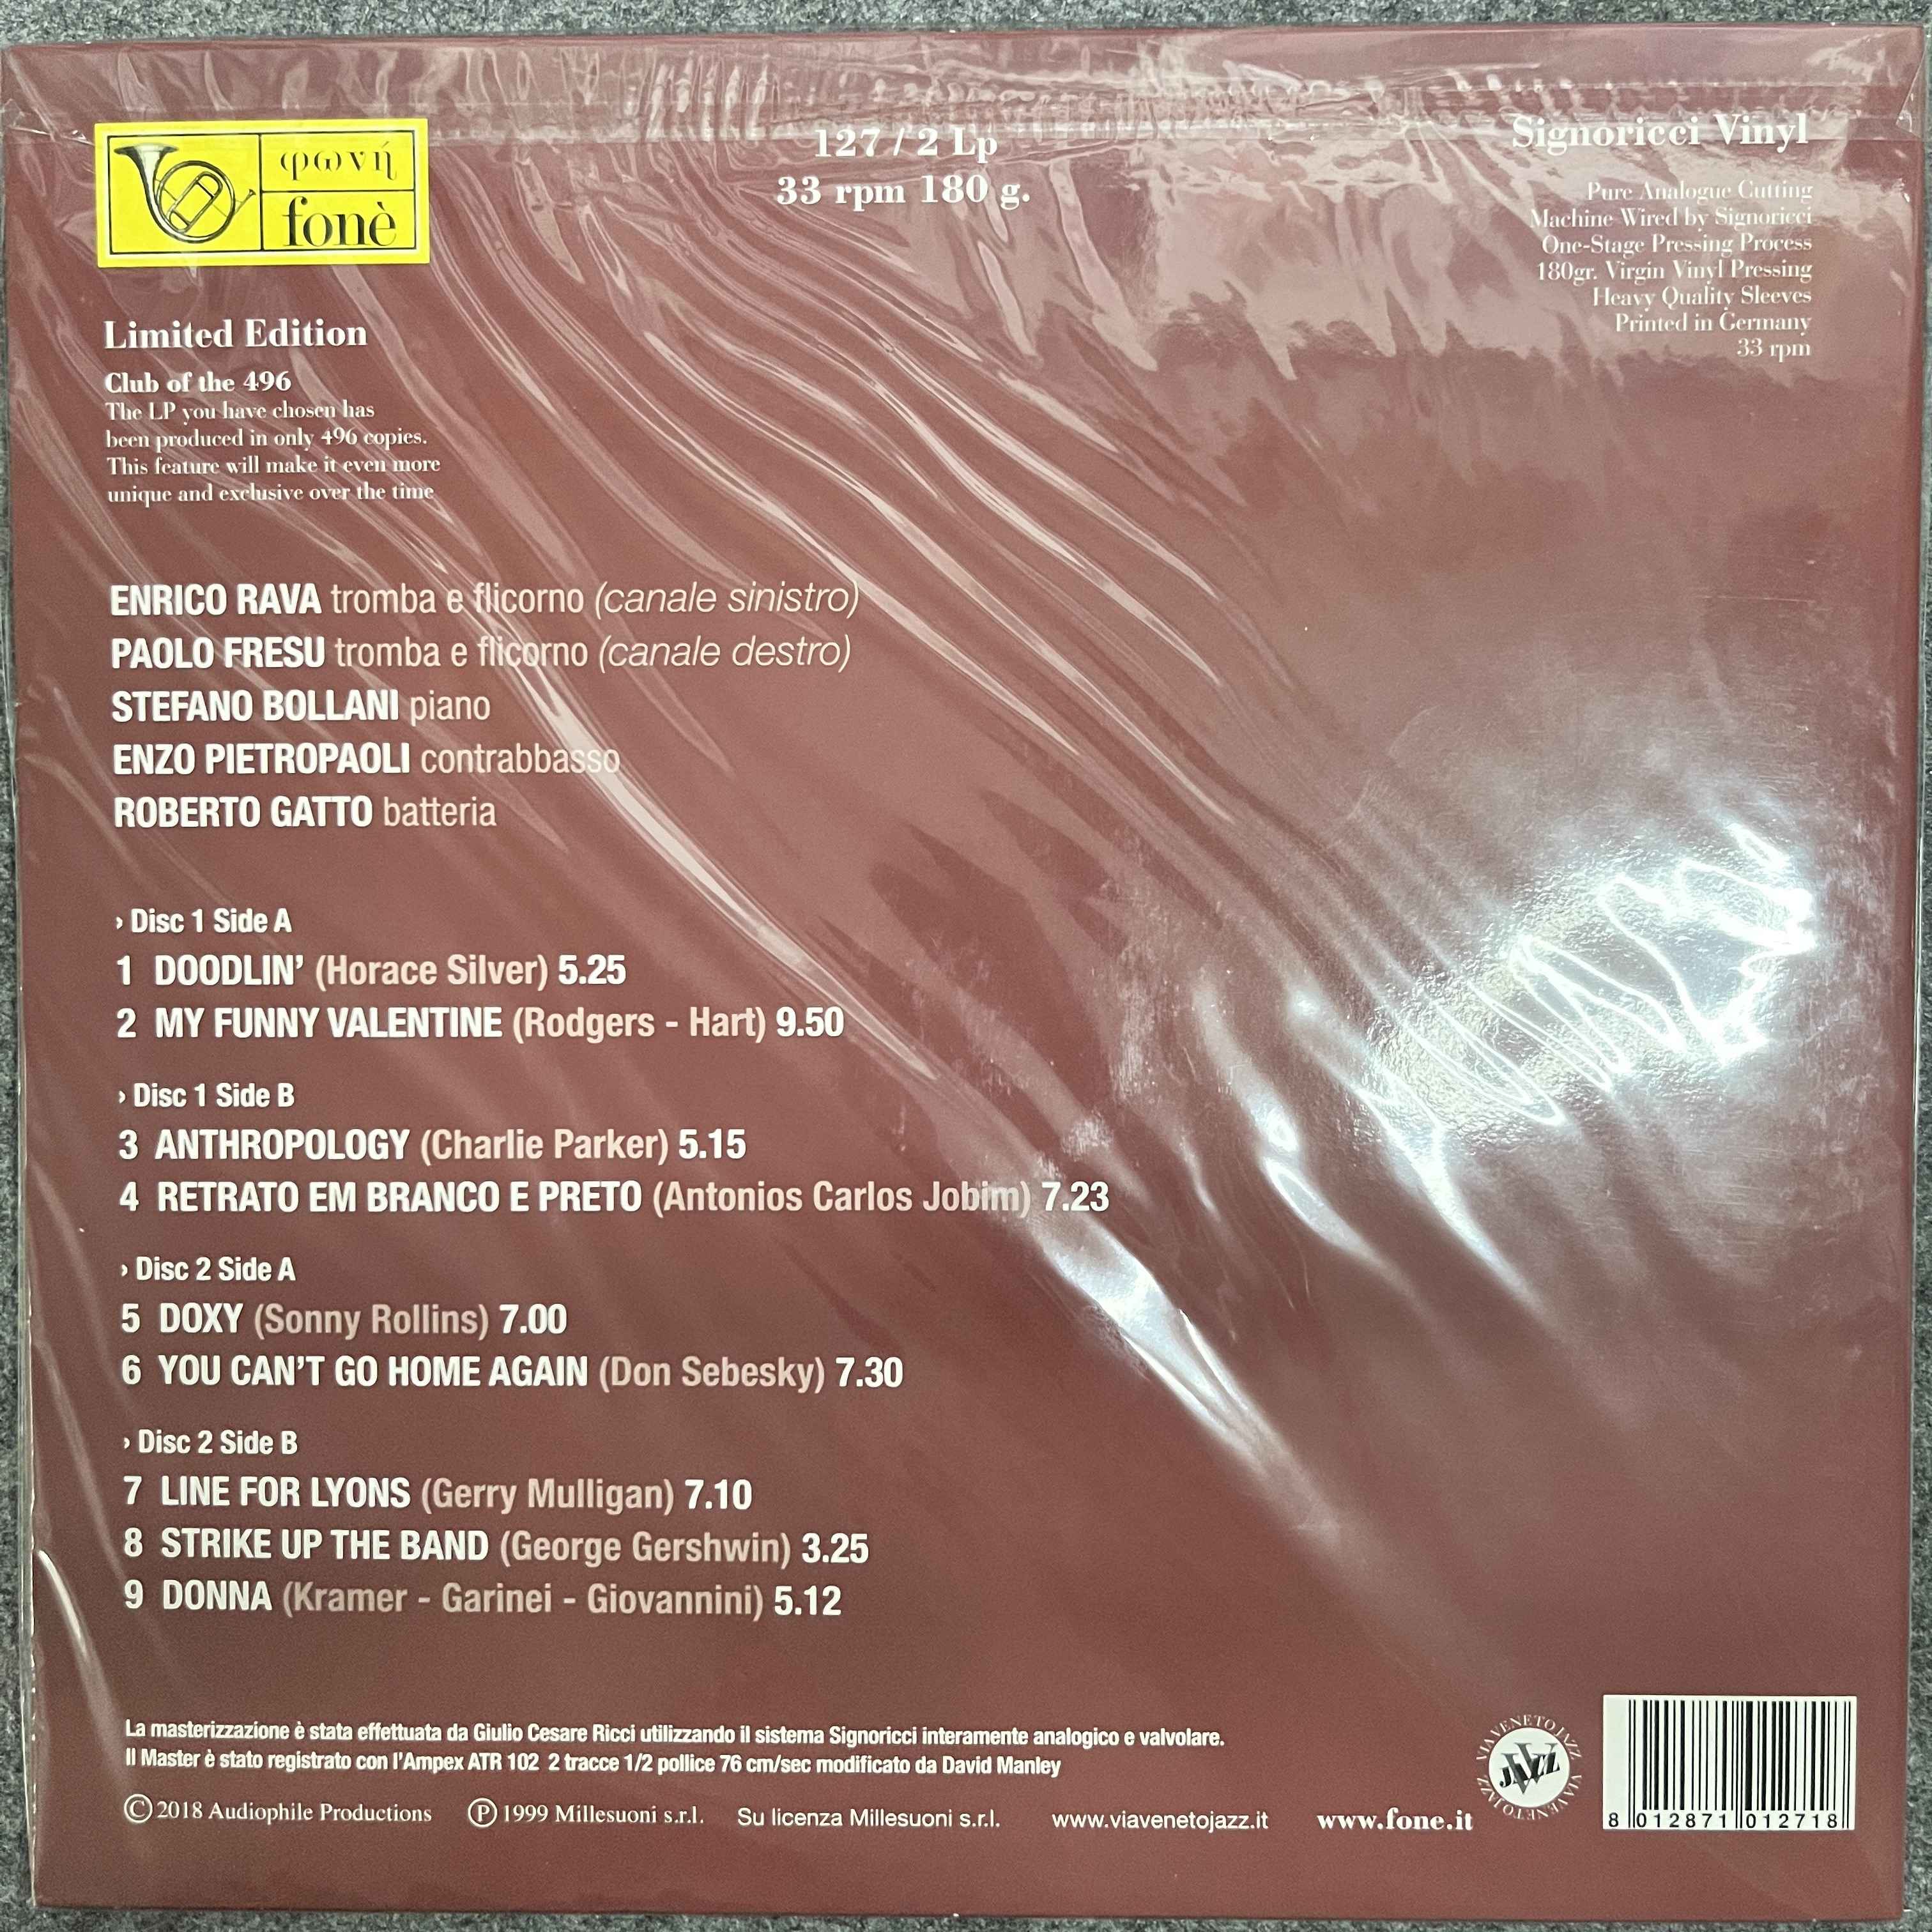 φωνή
fonè
127 / 2 Lp
33 rpm 180 g.
Signoricci Vinyl
Pure Analogue Cutting
Machine Wired by Signoricci
One-Stage Pressing Process
180gr. Virgin Vinyl Pressing
Heavy Quality Sleeves
Printed in Germany
33 rpm
Limited Edition
Club of the 496
The LP you have chosen has
been produced in only 496 copies.
This feature will make it even more
unique and exclusive over the time
ENRICO RAVA tromba e flicorno (canale sinistro)
PAOLO FRESU tromba e flicorno (canale destro)
STEFANO BOLLANI piano
ENZO PIETROPAOLI contrabbasso
ROBERTO GATTO batteria
› Disc 1 Side A
1 DOODLIN’ (Horace Silver) 5.25
2 MY FUNNY VALENTINE (Rodgers - Hart) 9.50
› Disc 1 Side B
3 ANTHROPOLOGY (Charlie Parker) 5.15
4 RETRATO EM BRANCO E PRETO (Antonios Carlos Jobim) 7.23
› Disc 2 Side A
5 DOXY (Sonny Rollins) 7.00
6 YOU CAN’T GO HOME AGAIN (Don Sebesky) 7.30
› Disc 2 Side B
7 LINE FOR LYONS (Gerry Mulligan) 7.10
8 STRIKE UP THE BAND (George Gershwin) 3.25
9 DONNA (Kramer - Garinei - Giovannini) 5.12
La masterizzazione è stata effettuata da Giulio Cesare Ricci utilizzando il sistema Signoricci interamente analogico e valvolare.
Il Master è stato registrato con l’Ampex ATR 102 2 tracce 1/2 pollice 76 cm/sec modificato da David Manley
© 2018 Audiophile Productions ℗ 1999 Millesuoni s.r.l. Su licenza Millesuoni s.r.l. www.viavenetojazz.it www.fone.it
VIAVENETOJAZZ VIAVENETOJAZZ
JAZZ
8 012871 012718